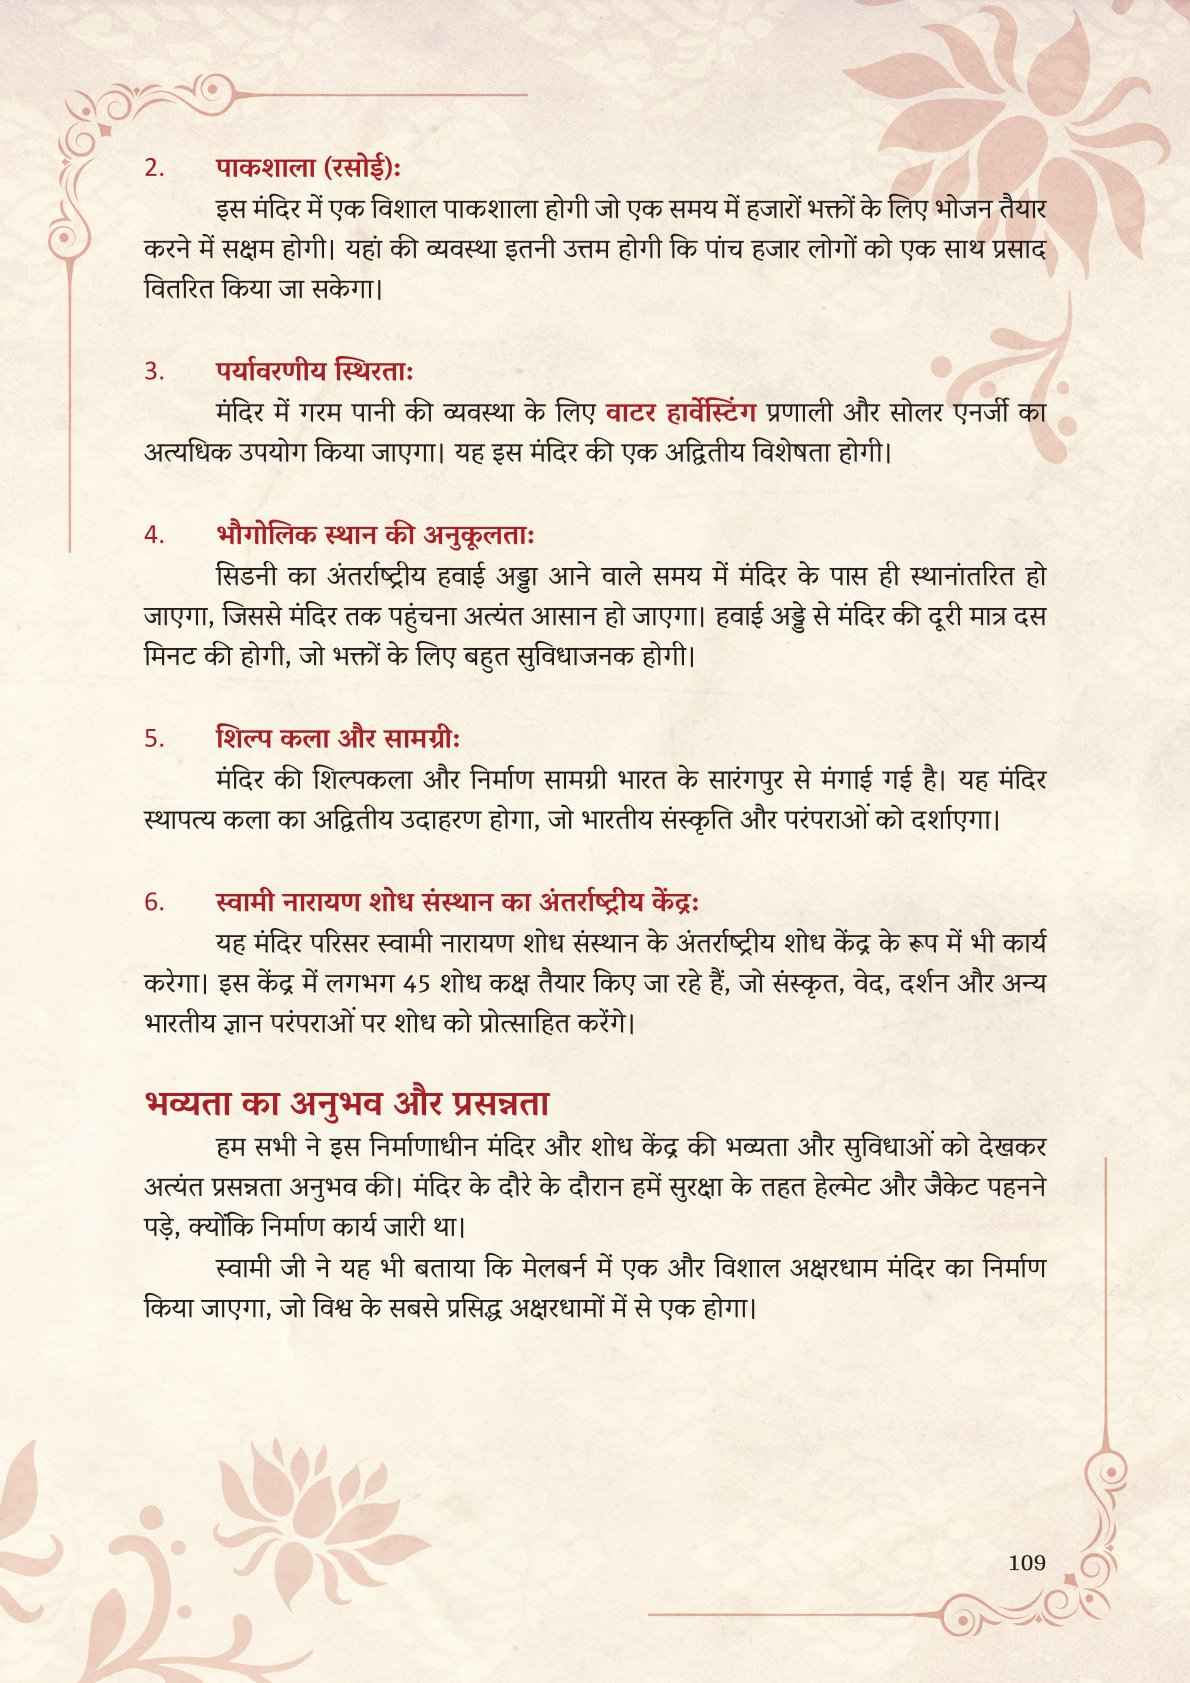 2. पाकशाला (रसोई):
इस मंदिर में एक विशाल पाकशाला होगी जो एक समय में हजारों भक्तों के लिए भोजन तैयार
करने में सक्षम होगी। यहां की व्यवस्था इतनी उत्तम होगी कि पांच हजार लोगों को एक साथ प्रसाद
वितरित किया जा सकेगा।
3. पर्यावरणीय स्थिरता:
मंदिर में गरम पानी की व्यवस्था के लिए वाटर हार्वेस्टिंग प्रणाली और सोलर एनर्जी का
अत्यधिक उपयोग किया जाएगा। यह इस मंदिर की एक अद्वितीय विशेषता होगी।
4. भौगोलिक स्थान की अनुकूलता:
सिडनी का अंतर्राष्ट्रीय हवाई अड्डा आने वाले समय में मंदिर के पास ही स्थानांतरित हो
जाएगा, जिससे मंदिर तक पहुंचना अत्यंत आसान हो जाएगा। हवाई अड्डे से मंदिर की दूरी मात्र दस
मिनट की होगी, जो भक्तों के लिए बहुत सुविधाजनक होगी।
5. शिल्प कला और सामग्री:
मंदिर की शिल्पकला और निर्माण सामग्री भारत के सारंगपुर से मंगाई गई है। यह मंदिर
स्थापत्य कला का अद्वितीय उदाहरण होगा, जो भारतीय संस्कृति और परंपराओं को दर्शाएगा।
6. स्वामी नारायण शोध संस्थान का अंतर्राष्ट्रीय केंद्र:
यह मंदिर परिसर स्वामी नारायण शोध संस्थान के अंतर्राष्ट्रीय शोध केंद्र के रूप में भी कार्य
करेगा। इस केंद्र में लगभग 45 शोध कक्ष तैयार किए जा रहे हैं, जो संस्कृत, वेद, दर्शन और अन्य
भारतीय ज्ञान परंपराओं पर शोध को प्रोत्साहित करेंगे।
भव्यता का अनुभव और प्रसन्नता
हम सभी ने इस निर्माणाधीन मंदिर और शोध केंद्र की भव्यता और सुविधाओं को देखकर
अत्यंत प्रसन्नता अनुभव की। मंदिर के दौरे के दौरान हमें सुरक्षा के तहत हेल्मेट और जैकेट पहनने
पड़े, क्योंकि निर्माण कार्य जारी था।
स्वामी जी ने यह भी बताया कि मेलबर्न में एक और विशाल अक्षरधाम मंदिर का निर्माण
किया जाएगा, जो विश्व के सबसे प्रसिद्ध अक्षरधामों में से एक होगा।
109